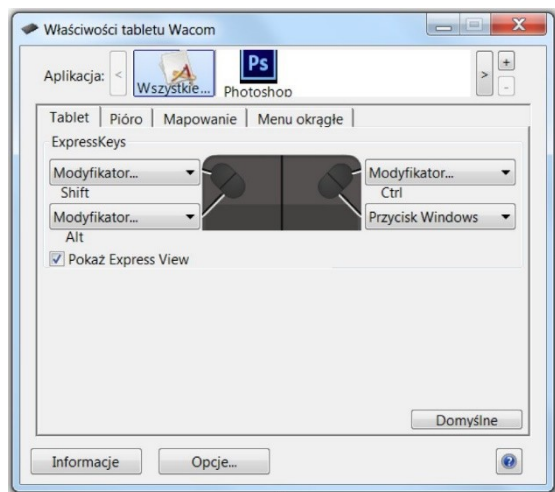 Właściwości tabletu Wacom
Aplikacja: < Wszystkie... Ps Photoshop > + -
Tablet Pióro Mapowanie Menu okrągłe
ExpressKeys
Modyfikator... Modyfikator...
Shift Ctrl
Modyfikator... Przycisk Windows
Alt
Pokaż Express View
Domyślne
Informacje Opcje... ?